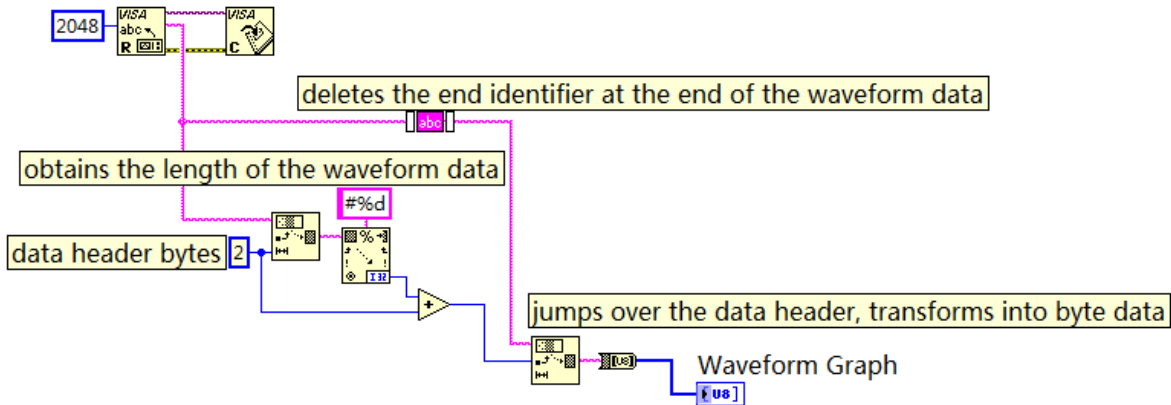 VISA
VISA
2048
abc
R
C
deletes the end identifier at the end of the waveform data
abc
obtains the length of the waveform data
#%d
data header bytes
2
%
I32
+
jumps over the data header, transforms into byte data
[U8]
Waveform Graph
[U8]